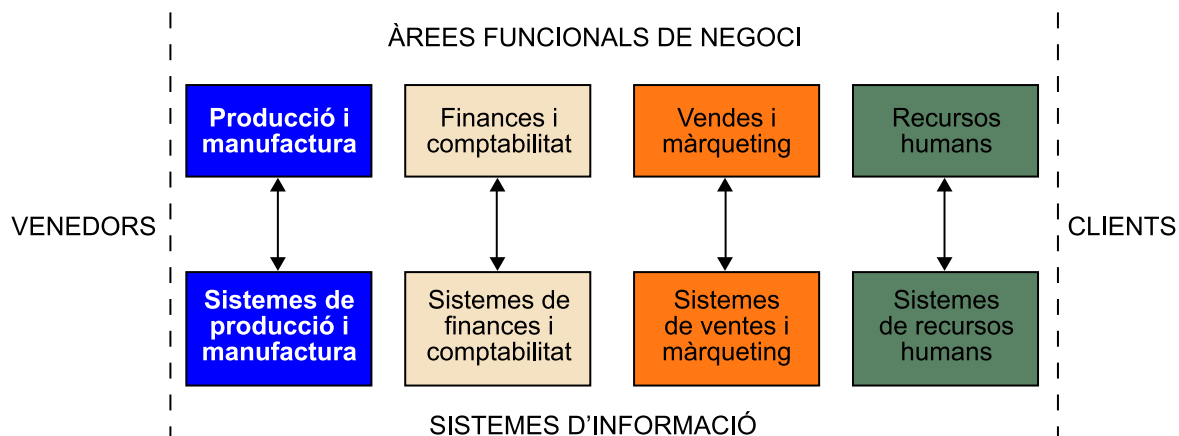 ÀREES FUNCIONALS DE NEGOCI
Producció i
manufactura
Finances i
comptabilitat
Vendes i
màrqueting
Recursos
humans
VENEDORS
CLIENTS
Sistemes de
producció i
manufactura
Sistemes de
finances i
comptabilitat
Sistemes
de ventes i
màrqueting
Sistemes
de recursos
humans
SISTEMES D’INFORMACIÓ